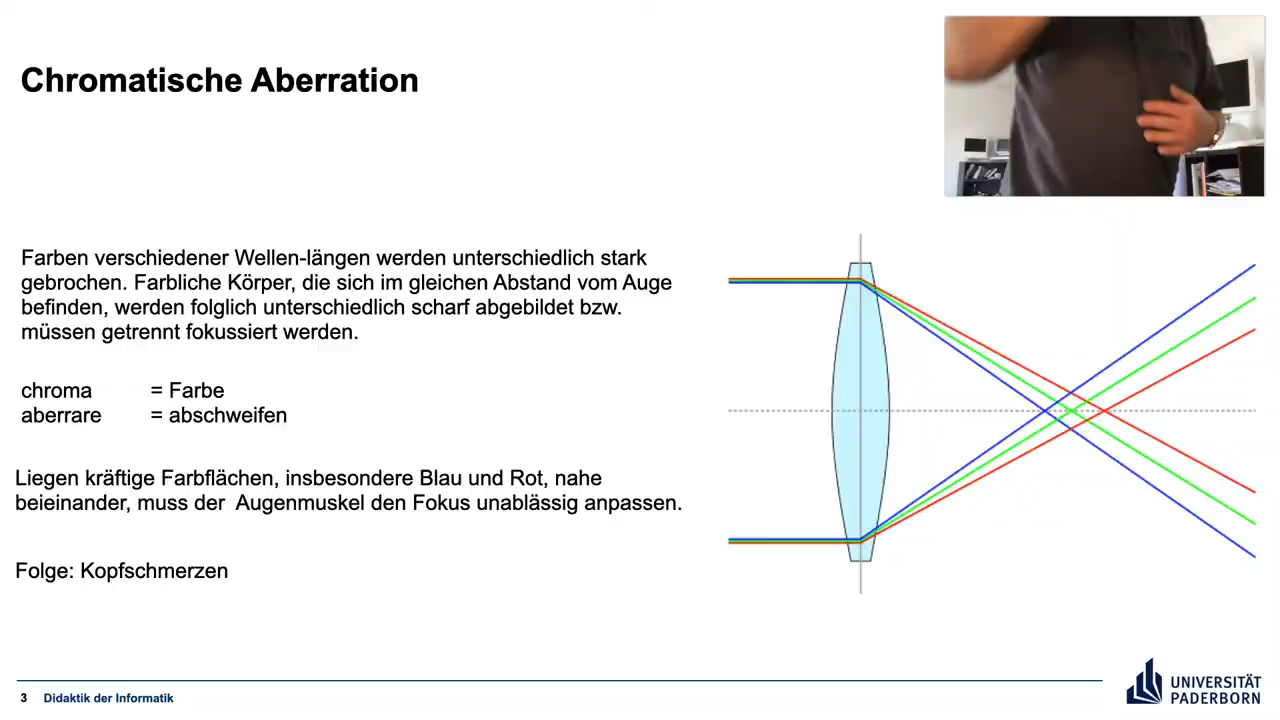 Chromatische Aberration
Farben verschiedener Wellen-längen werden unterschiedlich stark
gebrochen. Farbliche Körper, die sich im gleichen Abstand vom Auge
befinden, werden folglich unterschiedlich scharf abgebildet bzw.
müssen getrennt fokussiert werden.
chroma = Farbe
aberrare = abschweifen
Liegen kräftige Farbflächen, insbesondere Blau und Rot, nahe
beieinander, muss der  Augenmuskel den Fokus unablässig anpassen.
Folge: Kopfschmerzen
3 Didaktik der Informatik
UNIVERSITÄT
PADERBORN